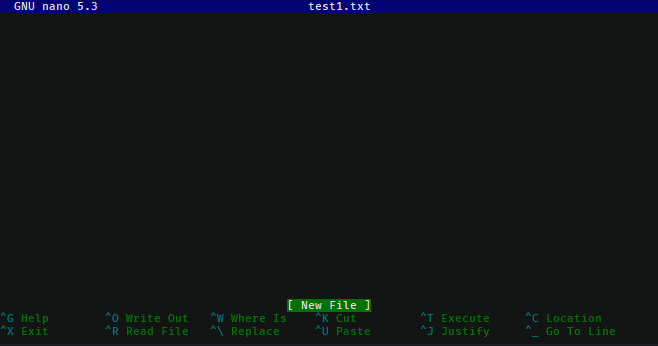 GNU nano 5.3 test1.txt
[ New File ]
^G Help ^O Write Out ^W Where Is ^K Cut ^T Execute ^C Location
^X Exit ^R Read File ^\ Replace ^U Paste ^J Justify ^_ Go To Line